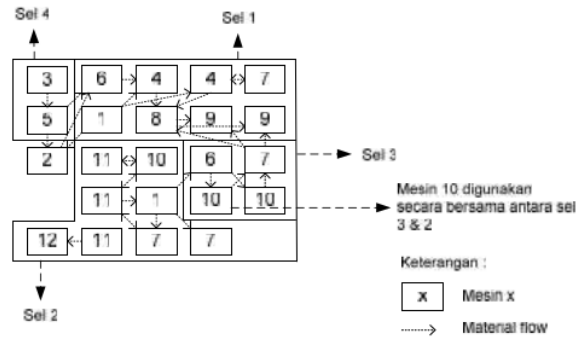 Sel 4
Sel 1
3 6 4 4 7
5 1 8 9 9
2 11 10 6 7
Sel 3
11 1 10 10
Mesin 10 digunakan
secara bersama antara sel
3 & 2
12 11 7 7
Keterangan :
x Mesin x
Sel 2
Material flow